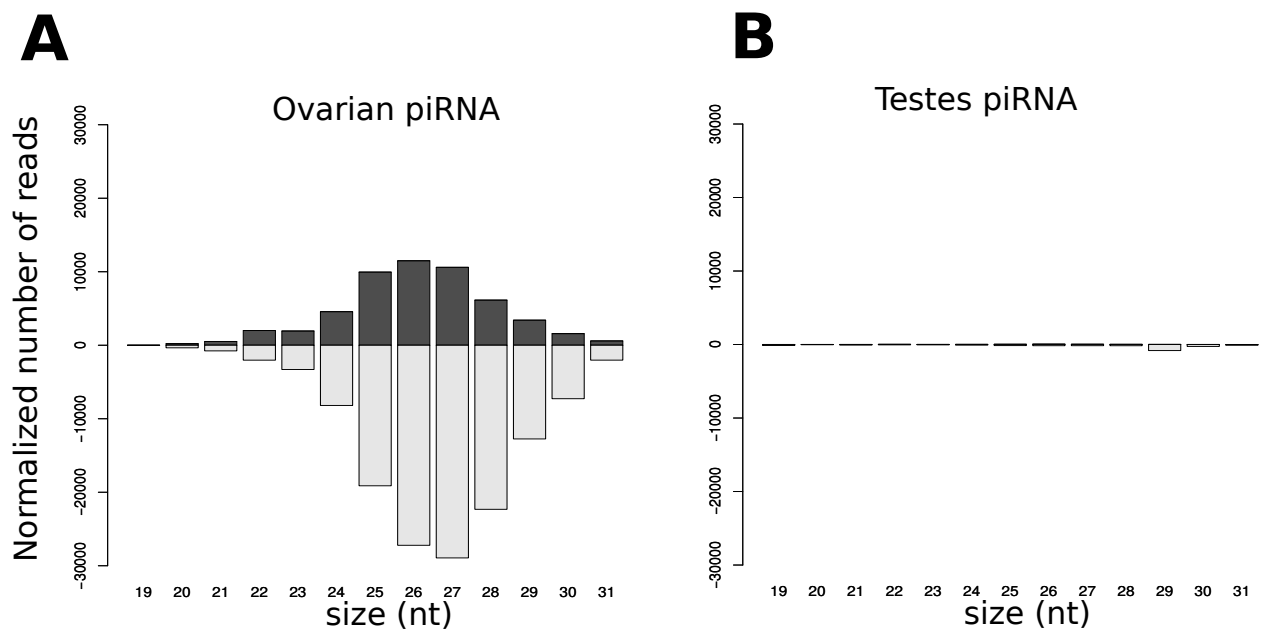 A
Ovarian piRNA
Normalized number of reads
30000
20000
10000
0
−10000
−20000
−30000
19 20 21 22 23 24 25 26 27 28 29 30 31
size (nt)
B
Testes piRNA
30000
20000
10000
0
−10000
−20000
−30000
19 20 21 22 23 24 25 26 27 28 29 30 31
size (nt)